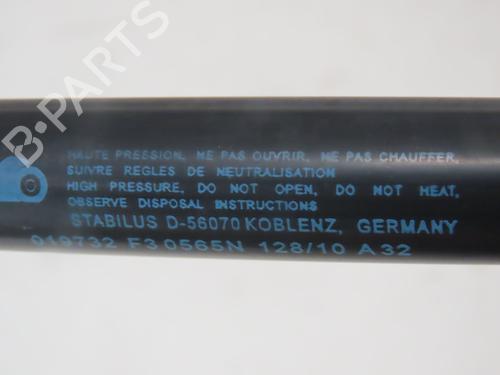 B-PARTS
HAUTE PRESSION, NE PAS OUVRIR, NE PAS CHAUFFER,
SUIVRE REGLES DE NEUTRALISATION
HIGH PRESSURE, DO NOT OPEN, DO NOT HEAT,
OBSERVE DISPOSAL INSTRUCTIONS
STABILUS D-56070 KOBLENZ, GERMANY
019732 F3 0565N 128/10 A32